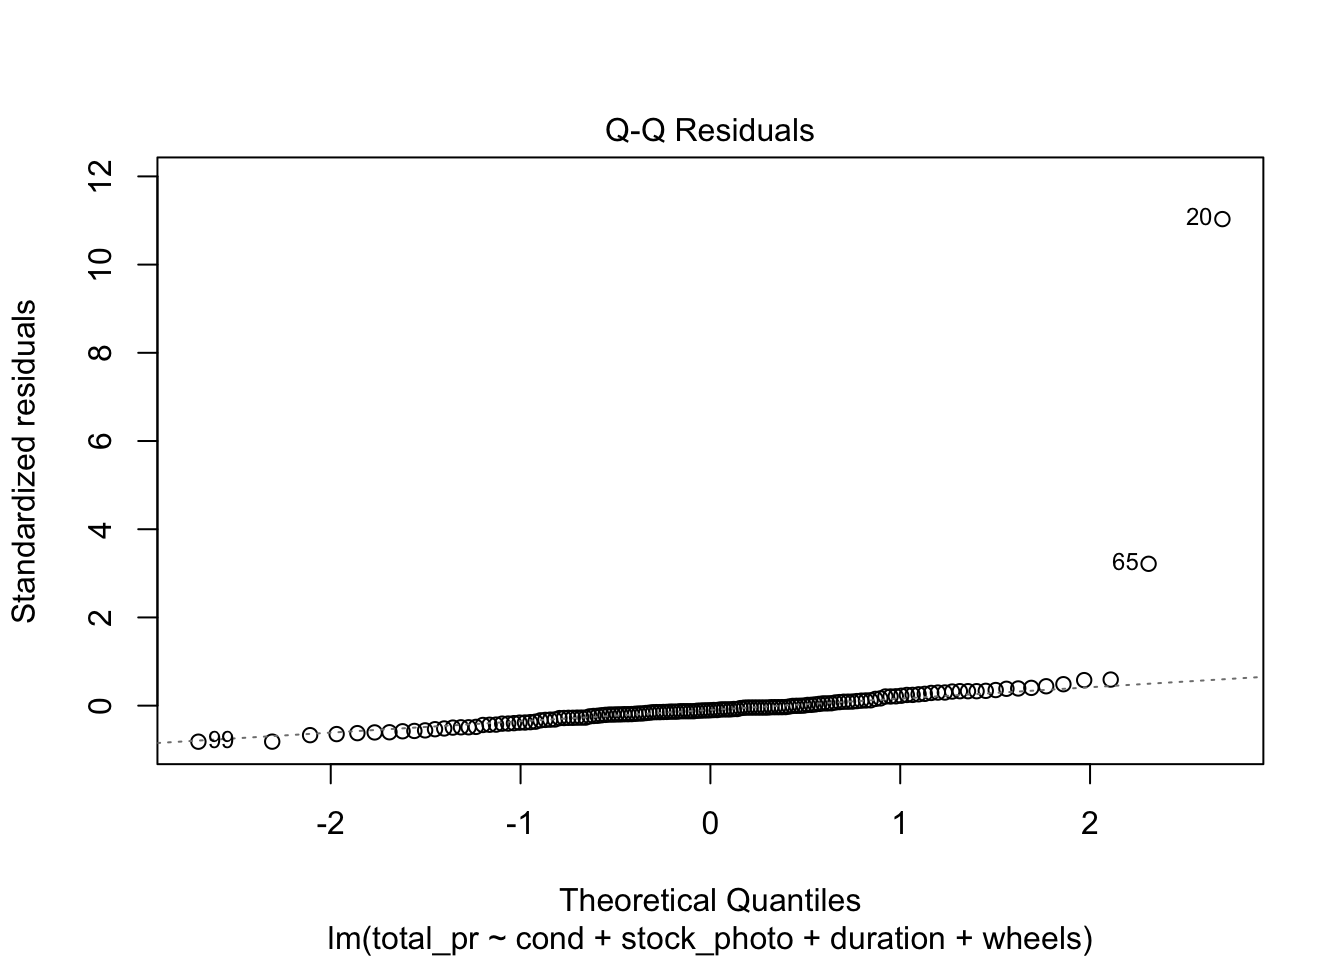 Q-Q Residuals
12
10
8
6
4
2
0
Standardized residuals
20
65
99
-2 -1 0 1 2
Theoretical Quantiles
lm(total_pr ~ cond + stock_photo + duration + wheels)